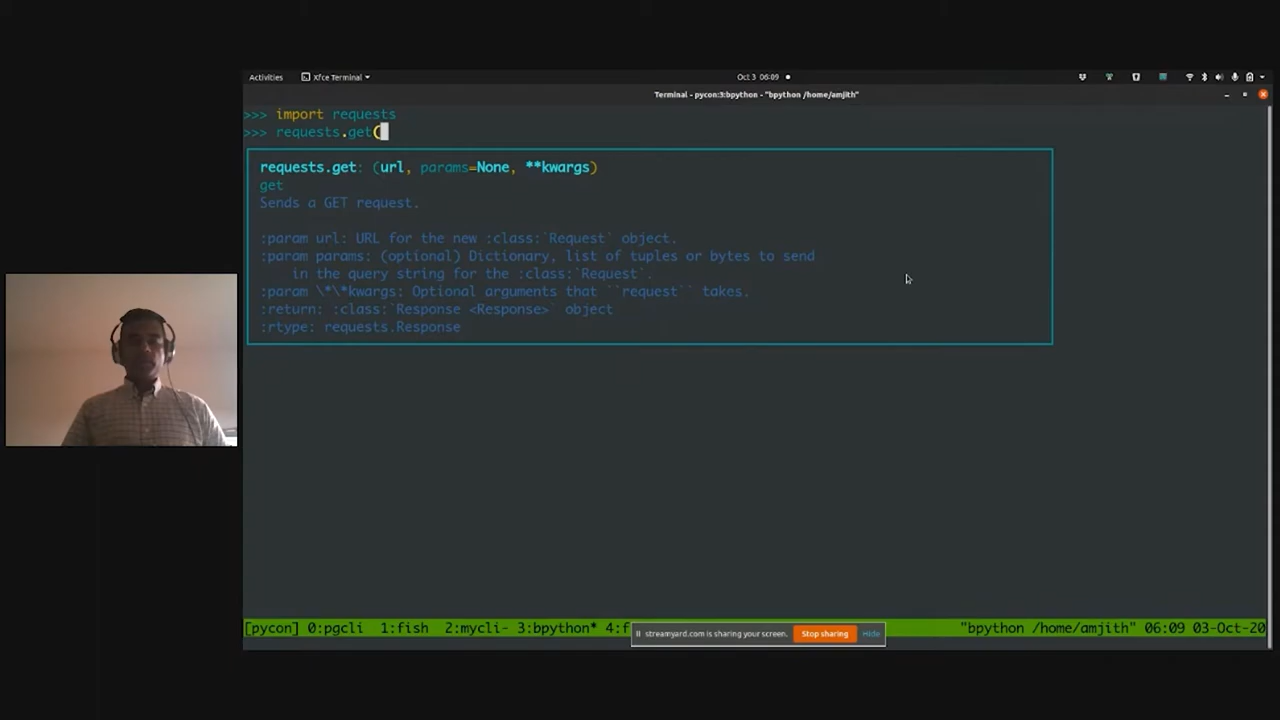 Activities Xfce Terminal Oct 3 06:09
Terminal - pycon:3:bpython - "bpython /home/amjith"
>>> import requests
>>> requests.get(
requests.get: (url, params=None, **kwargs)
get
Sends a GET request.
:param url: URL for the new :class:`Request` object.
:param params: (optional) Dictionary, list of tuples or bytes to send
in the query string for the :class:`Request`.
:param \*\*kwargs: Optional arguments that ``request`` takes.
:return: :class:`Response <Response>` object
:rtype: requests.Response
[pycon] 0:pgcli 1:fish 2:mycli- 3:bpython* 4:f "bpython /home/amjith" 06:09 03-Oct-20
streamyard.com is sharing your screen. Stop sharing Hide